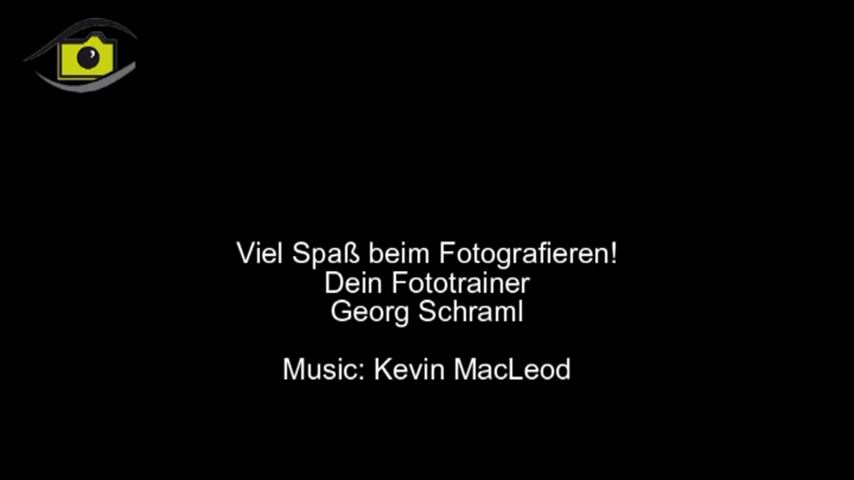 Viel Spaß beim Fotografieren!
Dein Fototrainer
Georg Schraml
Music: Kevin MacLeod